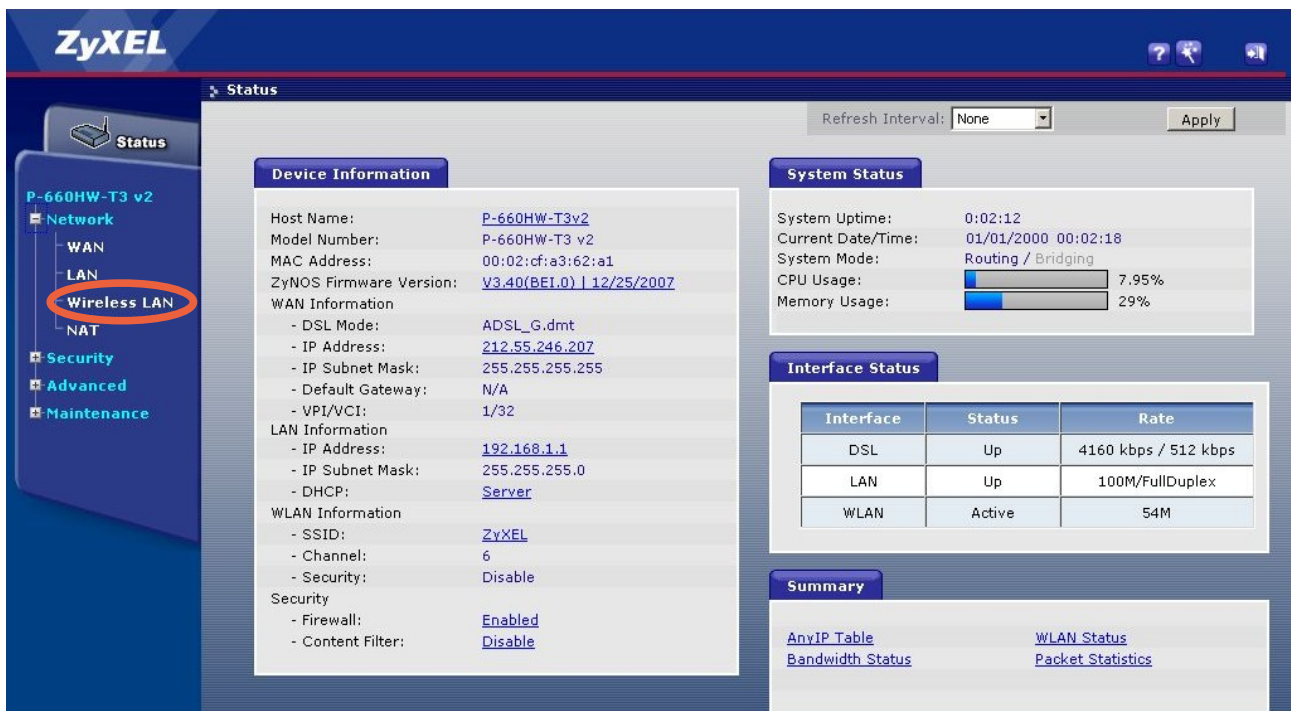 ZyXEL
?
Status
Refresh Interval: None Apply
Status
P-660HW-T3 v2
Network
WAN
LAN
Wireless LAN
NAT
Security
Advanced
Maintenance
Device Information
Host Name: P-660HW-T3v2
Model Number: P-660HW-T3 v2
MAC Address: 00:02:cf:a3:62:a1
ZyNOS Firmware Version: V3.40(BEI.0) | 12/25/2007
WAN Information
- DSL Mode: ADSL_G.dmt
- IP Address: 212.55.246.207
- IP Subnet Mask: 255.255.255.255
- Default Gateway: N/A
- VPI/VCI: 1/32
LAN Information
- IP Address: 192.168.1.1
- IP Subnet Mask: 255.255.255.0
- DHCP: Server
WLAN Information
- SSID: ZyXEL
- Channel: 6
- Security: Disable
Security
- Firewall: Enabled
- Content Filter: Disable
System Status
System Uptime: 0:02:12
Current Date/Time: 01/01/2000 00:02:18
System Mode: Routing / Bridging
CPU Usage: 7.95%
Memory Usage: 29%
Interface Status
Interface Status Rate
DSL Up 4160 kbps / 512 kbps
LAN Up 100M/FullDuplex
WLAN Active 54M
Summary
AnyIP Table WLAN Status
Bandwidth Status Packet Statistics